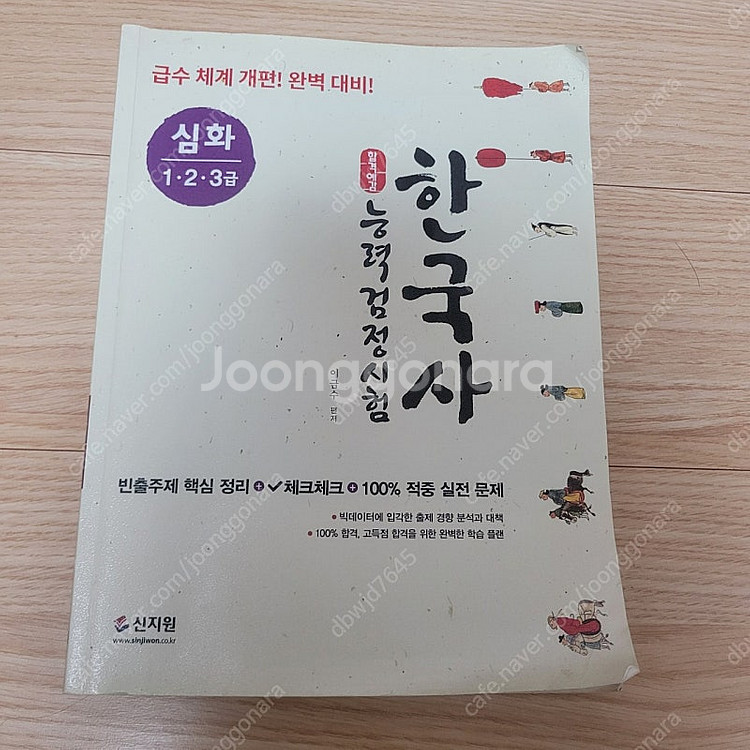 급수 체계 개편! 완벽 대비!
심화
1·2·3급
합격예감
한국사
능력검정시험
이금수 편저
빈출주제 핵심 정리 + ✓체크체크 + 100% 적중 실전 문제
• 빅데이터에 입각한 출제 경향 분석과 대책
• 100% 합격, 고득점 합격을 위한 완벽한 학습 플랜
신지원
www.sinjiwon.co.kr
Joonggonara
cafe.naver.com/joonggonara
dbwjd7645